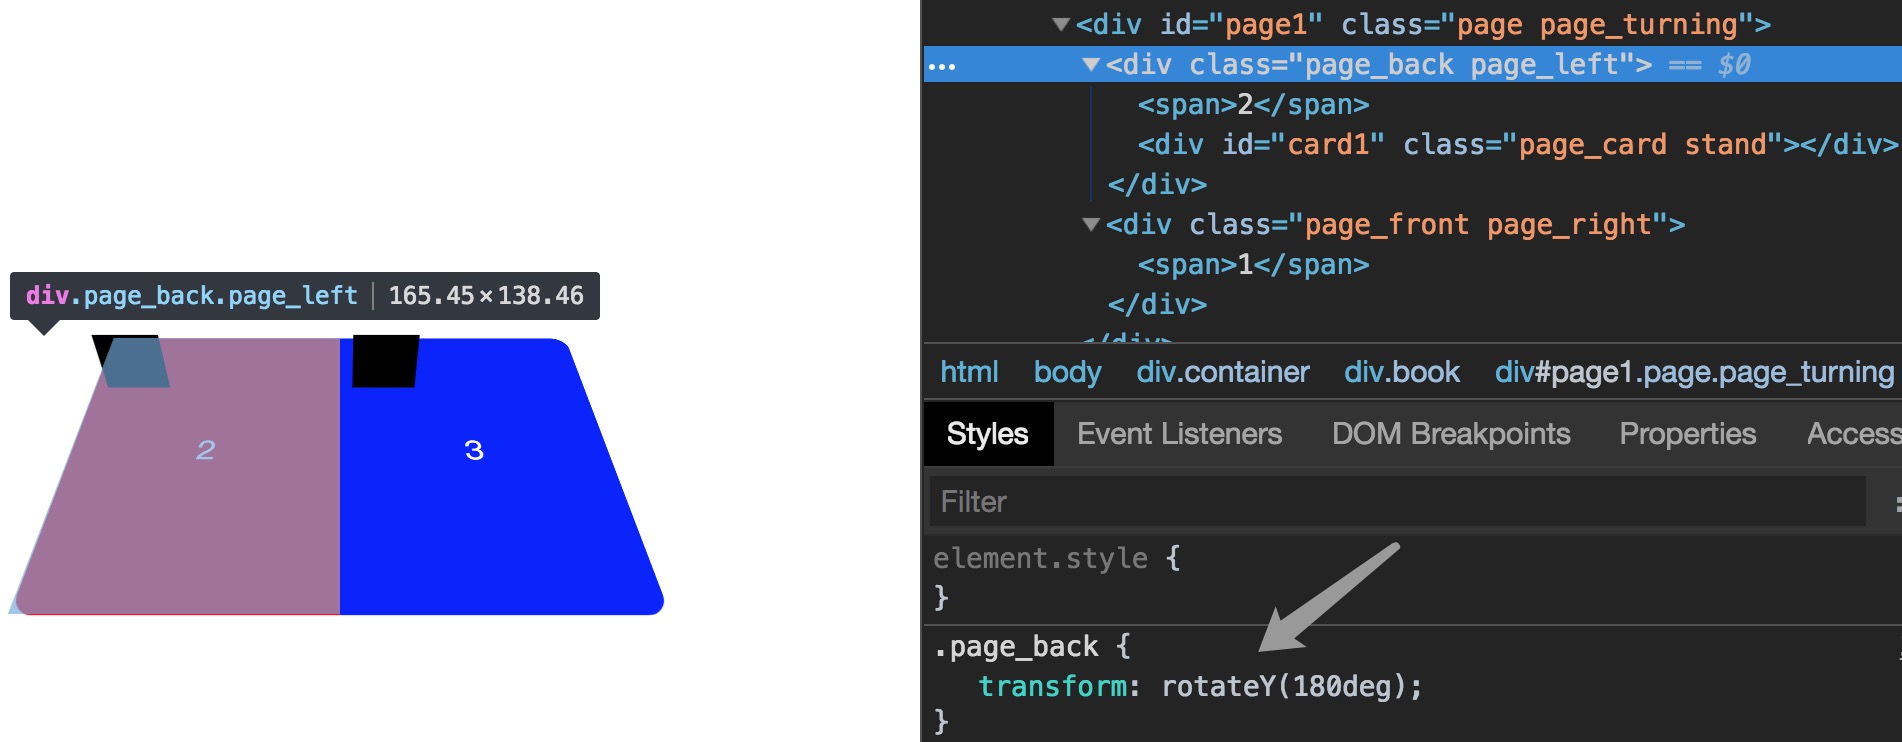 <div id="page1" class="page page_turning">
<div class="page_back page_left"> == $0
<span>2</span>
<div id="card1" class="page_card stand"></div>
</div>
<div class="page_front page_right">
<span>1</span>
</div>
</div>
div.page_back.page_left | 165.45×138.46
2
3
html body div.container div.book div#page1.page.page_turning
Styles Event Listeners DOM Breakpoints Properties Access
Filter
element.style {
}
.page_back {
transform: rotateY(180deg);
}